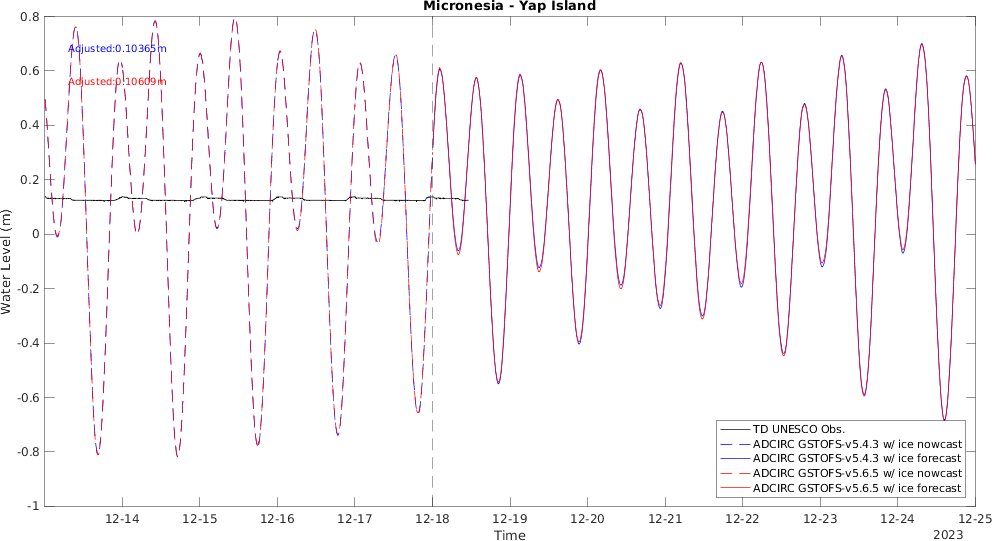 Micronesia - Yap Island
0.8
Adjusted:0.10365m
0.6
Adjusted:0.10609m
0.4
0.2
0
-0.2
-0.4
-0.6
-0.8
-1
Water Level (m)
TD UNESCO Obs.
ADCIRC GSTOFS-v5.4.3 w/ ice nowcast
ADCIRC GSTOFS-v5.4.3 w/ ice forecast
ADCIRC GSTOFS-v5.6.5 w/ ice nowcast
ADCIRC GSTOFS-v5.6.5 w/ ice forecast
12-14 12-15 12-16 12-17 12-18 12-19 12-20 12-21 12-22 12-23 12-24 12-25
Time
2023